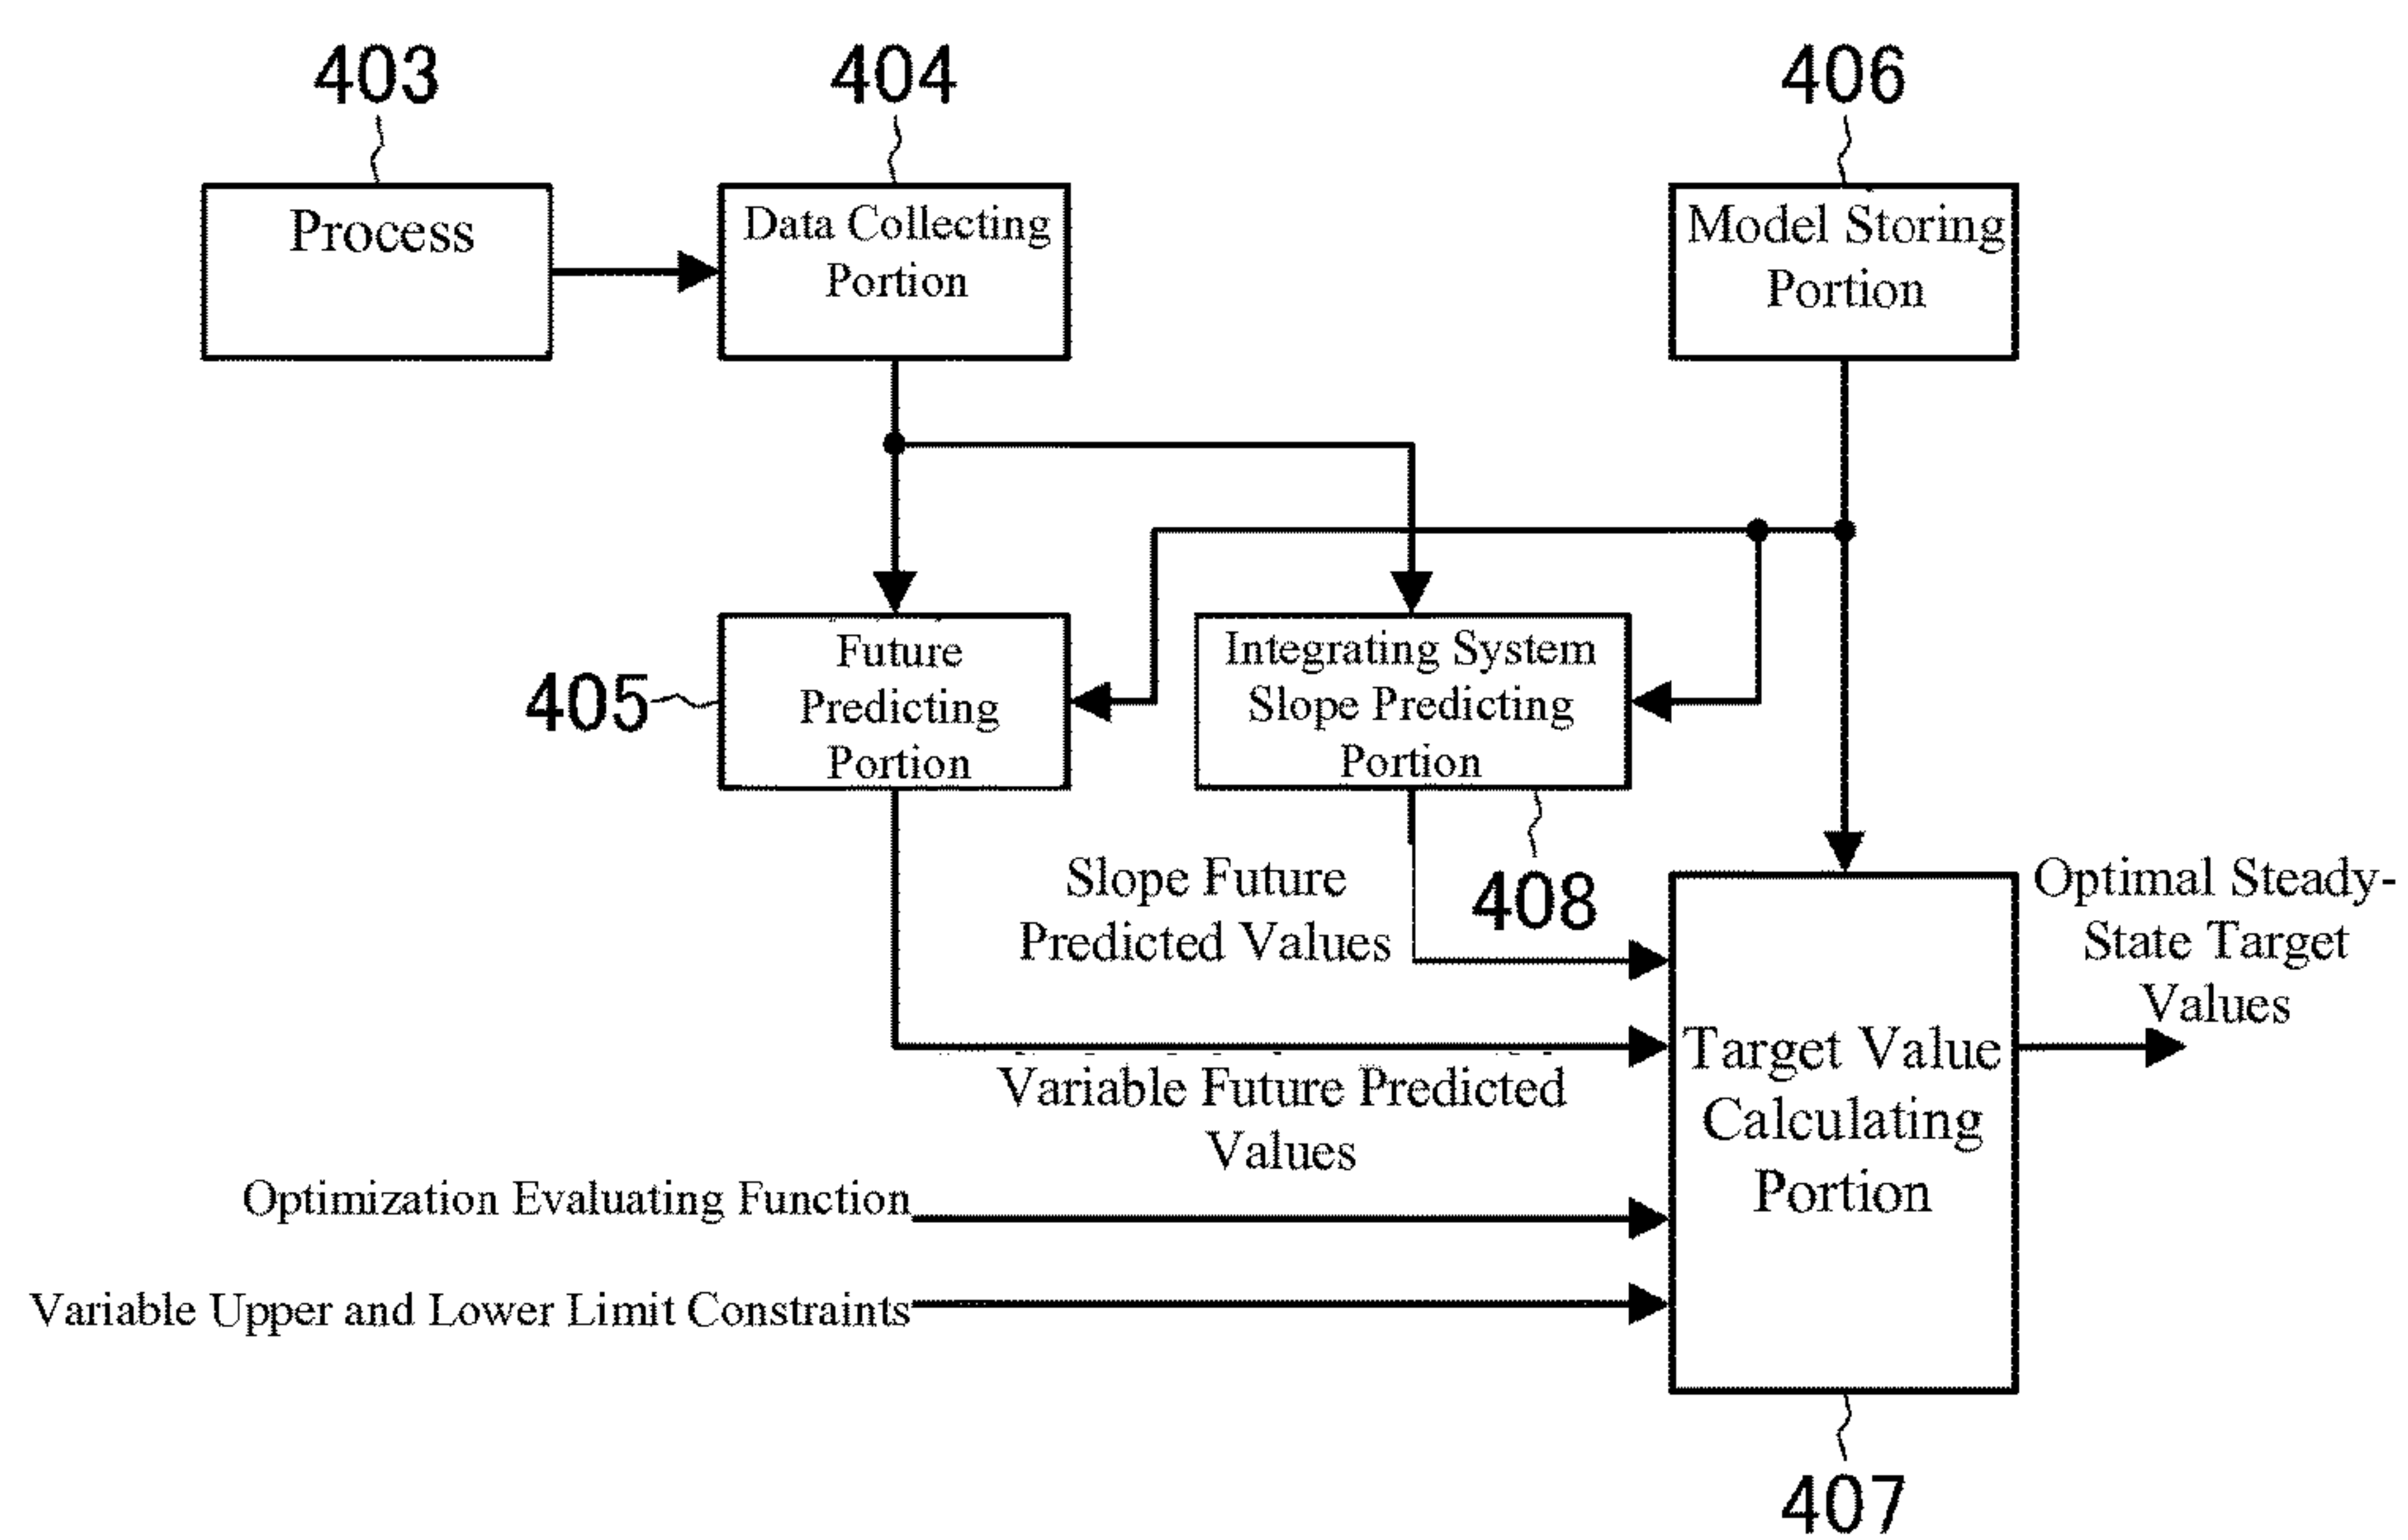 403
404
406
Process
Data Collecting
Portion
Model Storing
Portion
405
Future
Predicting
Portion
Integrating System
Slope Predicting
Portion
408
Slope Future
Predicted Values
Variable Future Predicted
Values
Optimization Evaluating Function
Variable Upper and Lower Limit Constraints
Target Value
Calculating
Portion
Optimal Steady-
State Target
Values
407